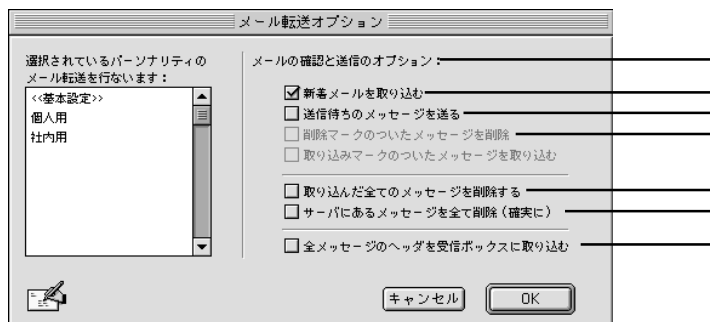 メール転送オプション
選択されているパーソナリティの
メール転送を行ないます：
<<基本設定>>
個人用
社内用
メールの確認と送信のオプション：
新着メールを取り込む
送信待ちのメッセージを送る
削除マークのついたメッセージを削除
取り込みマークのついたメッセージを取り込む
取り込んだ全てのメッセージを削除する
サーバにあるメッセージを全て削除（確実に）
全メッセージのヘッダを受信ボックスに取り込む
キャンセル
OK